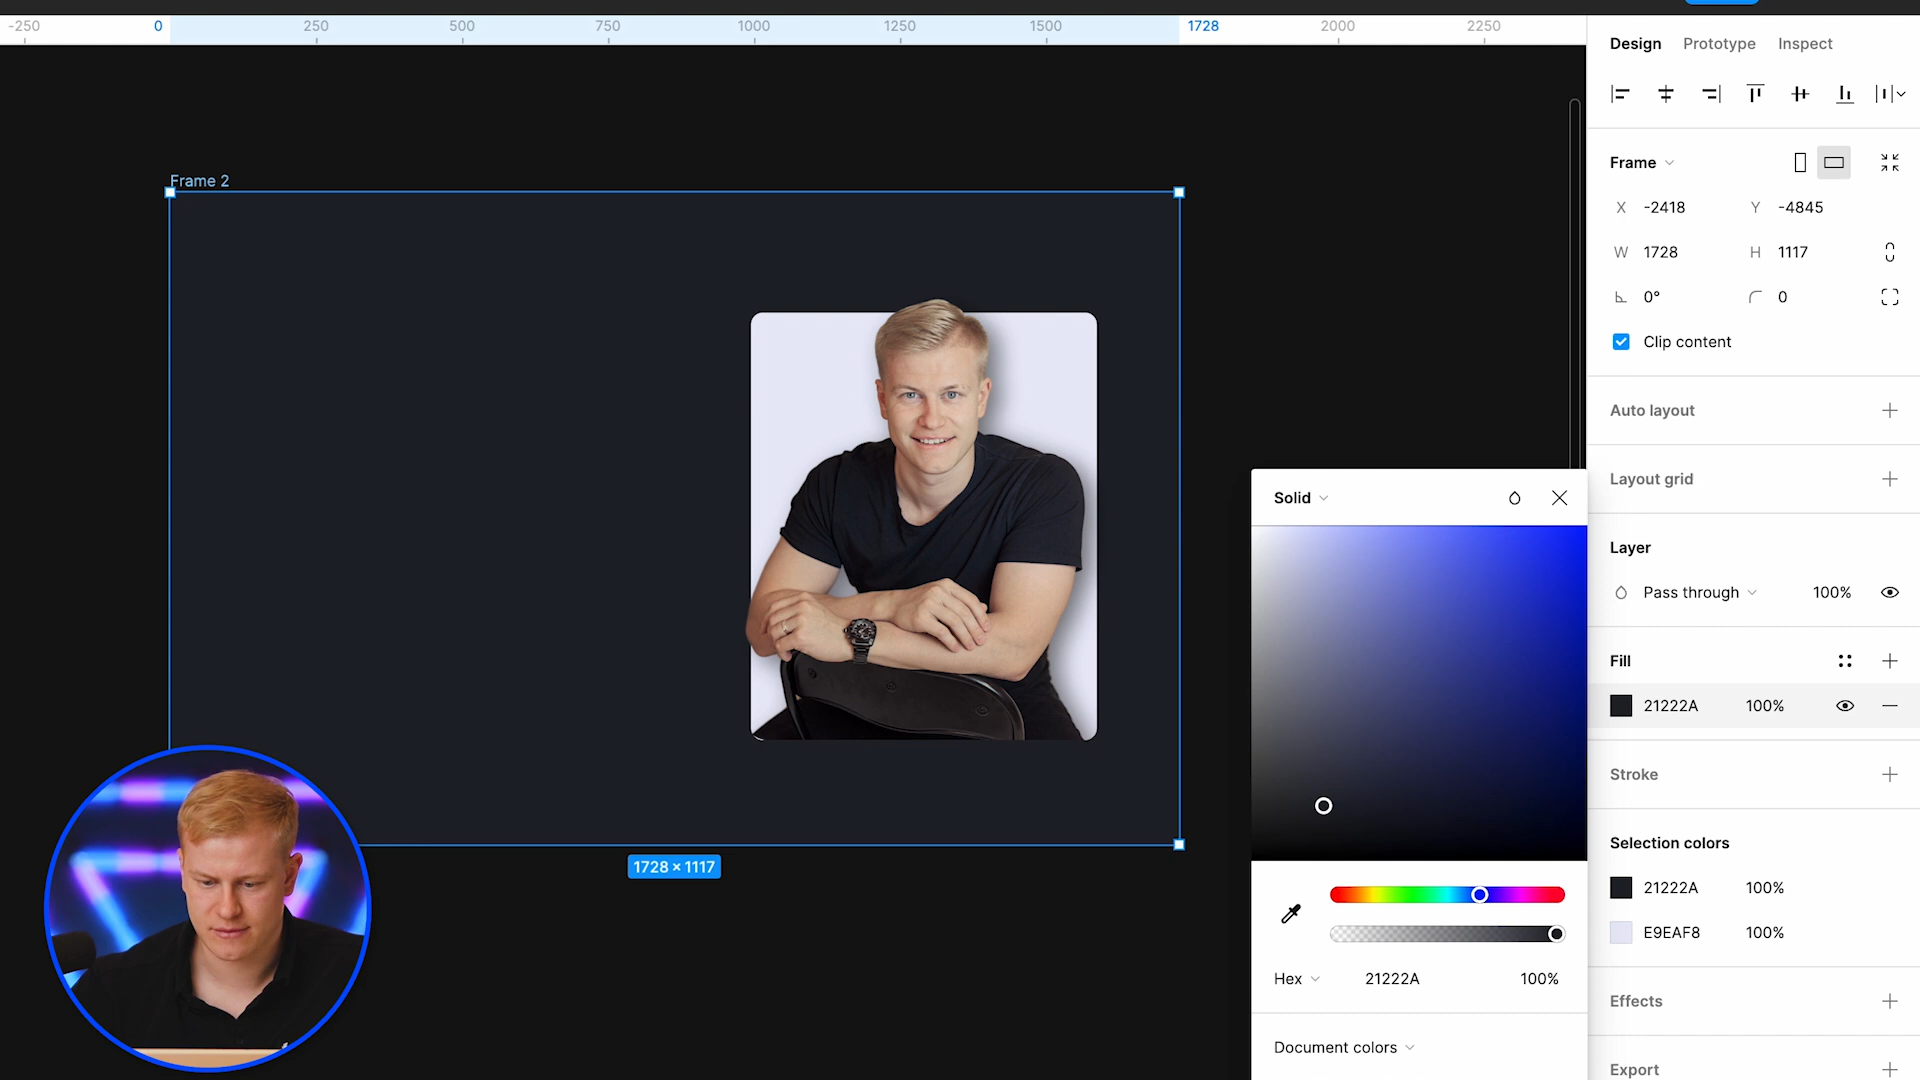 -250 0 250 500 750 1000 1250 1500 1728 2000 2250
Design Prototype Inspect
Frame
X -2418 Y -4845
W 1728 H 1117
0° 0
Clip content
Auto layout
Layout grid
Layer
Pass through 100%
Fill
21222A 100%
Stroke
Selection colors
21222A 100%
E9EAF8 100%
Effects
Export
Frame 2
1728 × 1117
Solid
Hex 21222A 100%
Document colors